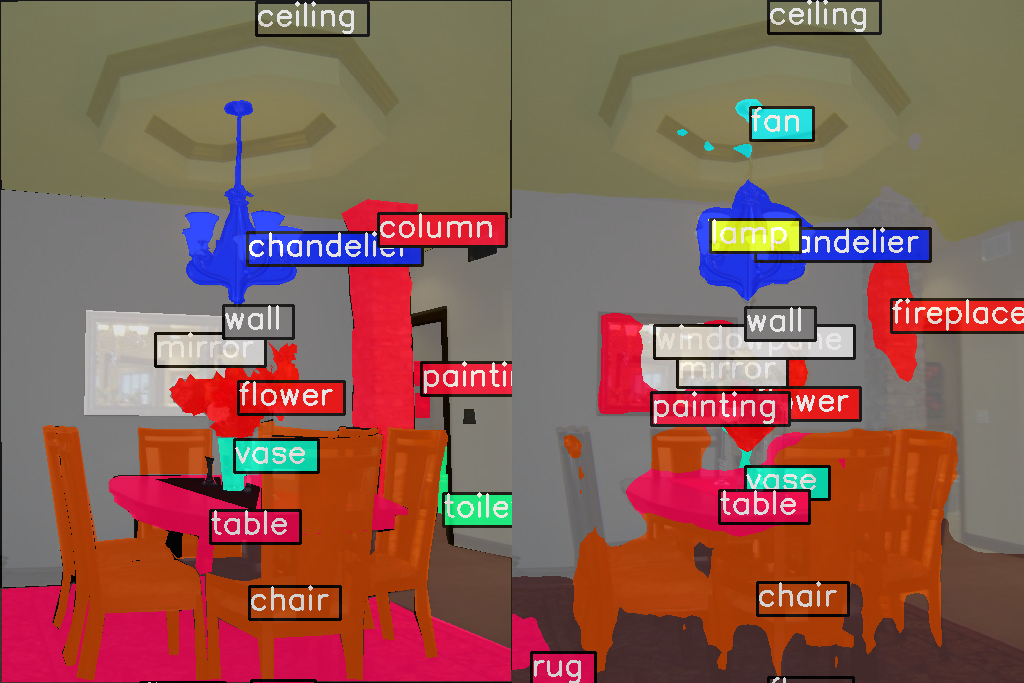 ceiling
chandelier
column
wall
mirror
painti
flower
vase
toile
table
chair
ceiling
fan
lamp
andelier
fireplace
wall
windowpane
mirror
painting
ower
vase
table
chair
rug